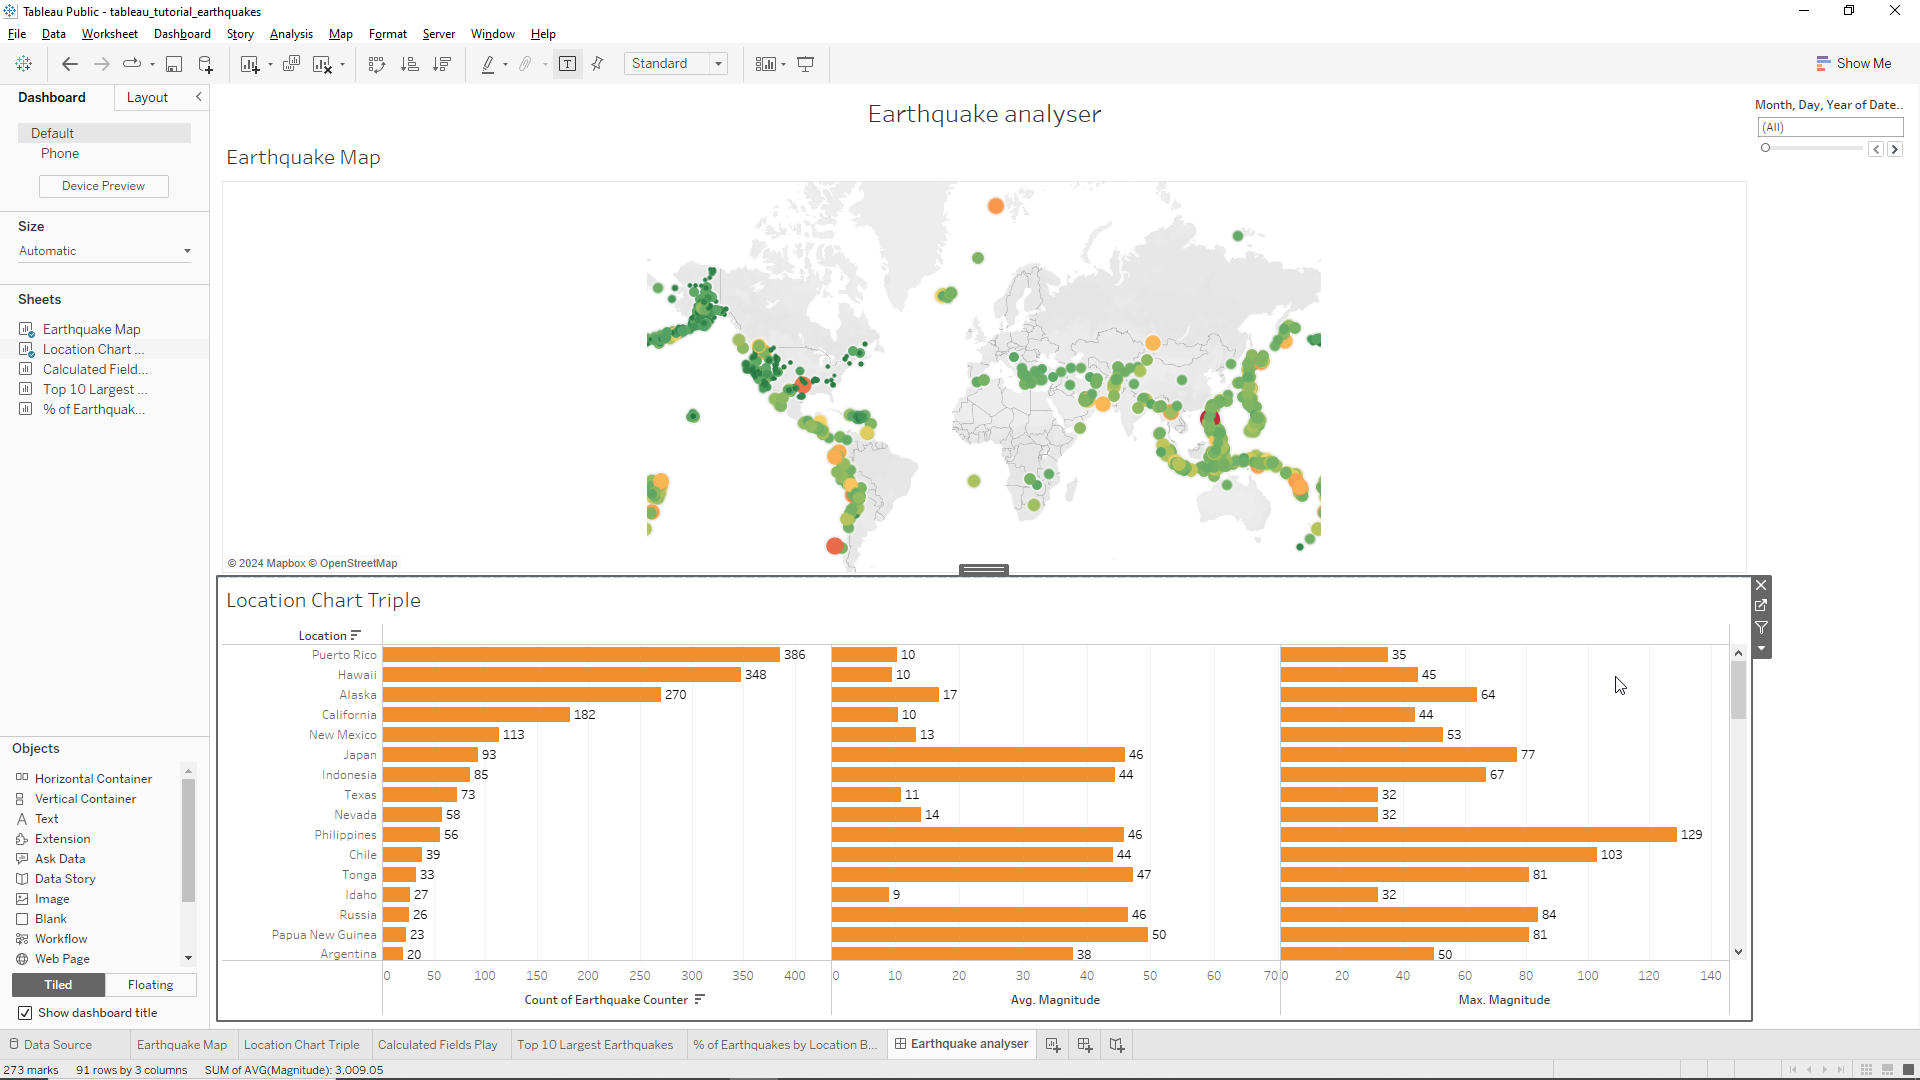 Tableau Public - tableau_tutorial_earthquakes
File Data Worksheet Dashboard Story Analysis Map Format Server Window Help
Standard
Show Me
Dashboard
Layout
Default
Phone
Device Preview
Size
Automatic
Sheets
Earthquake Map
Location Chart ...
Calculated Field...
Top 10 Largest ...
% of Earthquak...
Objects
Horizontal Container
Vertical Container
Text
Extension
Ask Data
Data Story
Image
Blank
Workflow
Web Page
Tiled
Floating
Show dashboard title
Earthquake analyser
Month, Day, Year of Date..
(All)
Earthquake Map
© 2024 Mapbox © OpenStreetMap
Location Chart Triple
Location
Puerto Rico 386 10 35
Hawaii 348 10 45
Alaska 270 17 64
California 182 10 44
New Mexico 113 13 53
Japan 93 46 77
Indonesia 85 44 67
Texas 73 11 32
Nevada 58 14 32
Philippines 56 46 129
Chile 39 44 103
Tonga 33 47 81
Idaho 27 9 32
Russia 26 46 84
Papua New Guinea 23 50 81
Argentina 20 38 50
0 50 100 150 200 250 300 350 400 0 10 20 30 40 50 60 70 0 20 40 60 80 100 120 140
Count of Earthquake Counter Avg. Magnitude Max. Magnitude
Data Source Earthquake Map Location Chart Triple Calculated Fields Play Top 10 Largest Earthquakes % of Earthquakes by Location B... Earthquake analyser
273 marks 91 rows by 3 columns SUM of AVG(Magnitude): 3,009.05